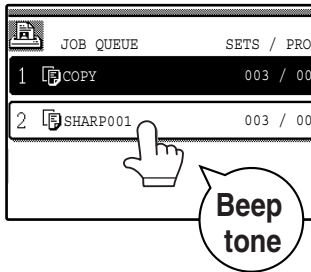 JOB QUEUE SETS / PRO
1 COPY 003 / 00
2 SHARP001 003 / 00
Beep
tone